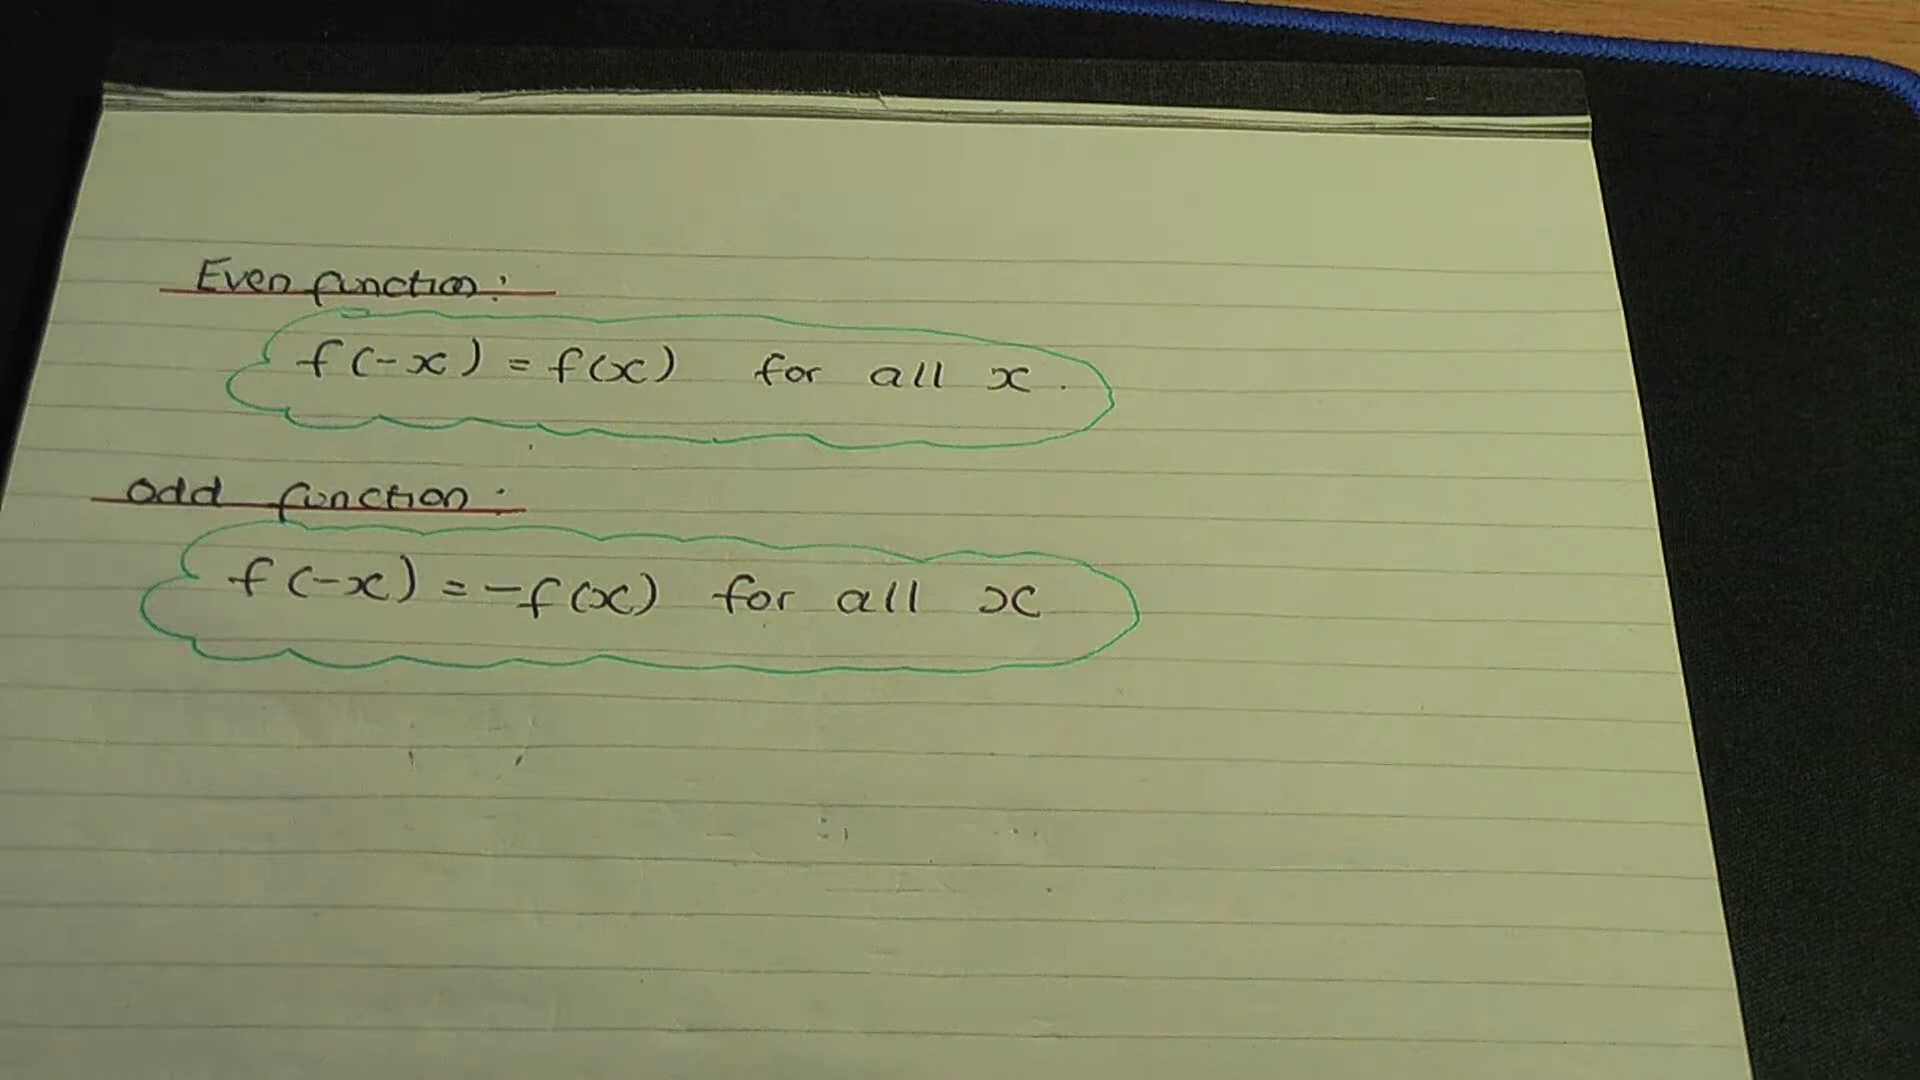 Even function:
f(-x) = f(x) for all x.
odd function:
f(-x) = -f(x) for all x